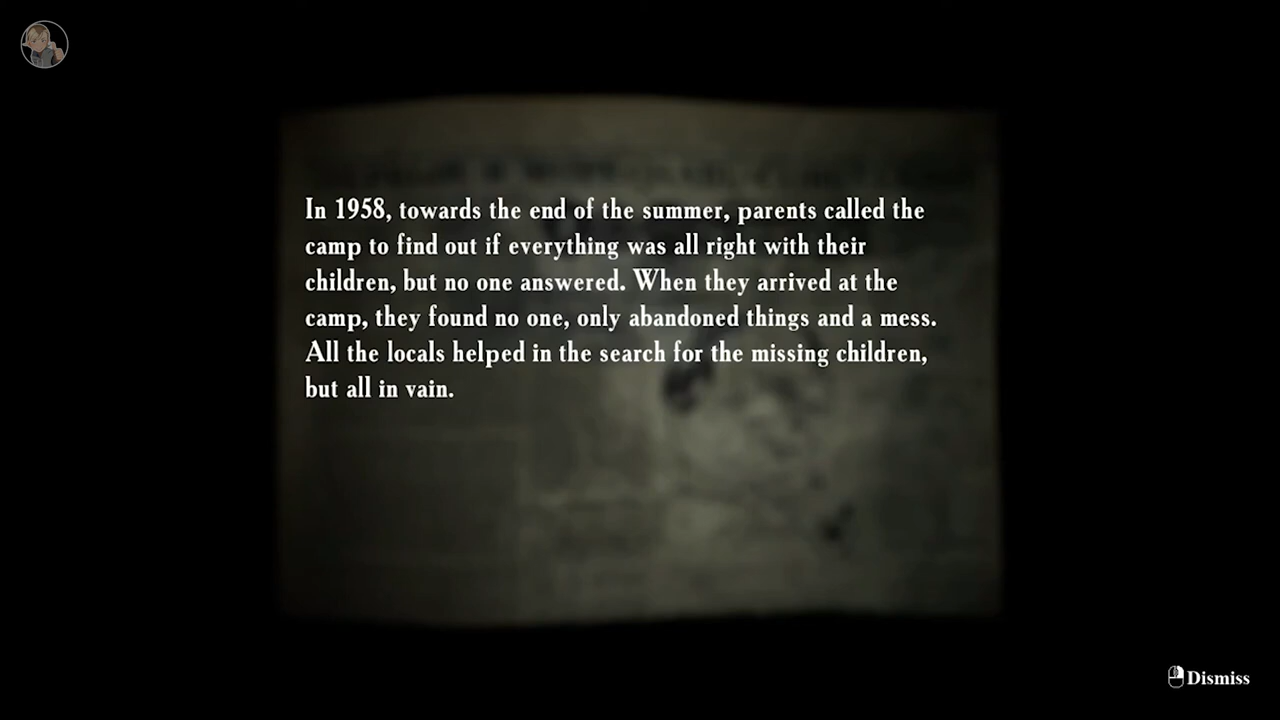 In 1958, towards the end of the summer, parents called the
camp to find out if everything was all right with their
children, but no one answered. When they arrived at the
camp, they found no one, only abandoned things and a mess.
All the locals helped in the search for the missing children,
but all in vain.
Dismiss